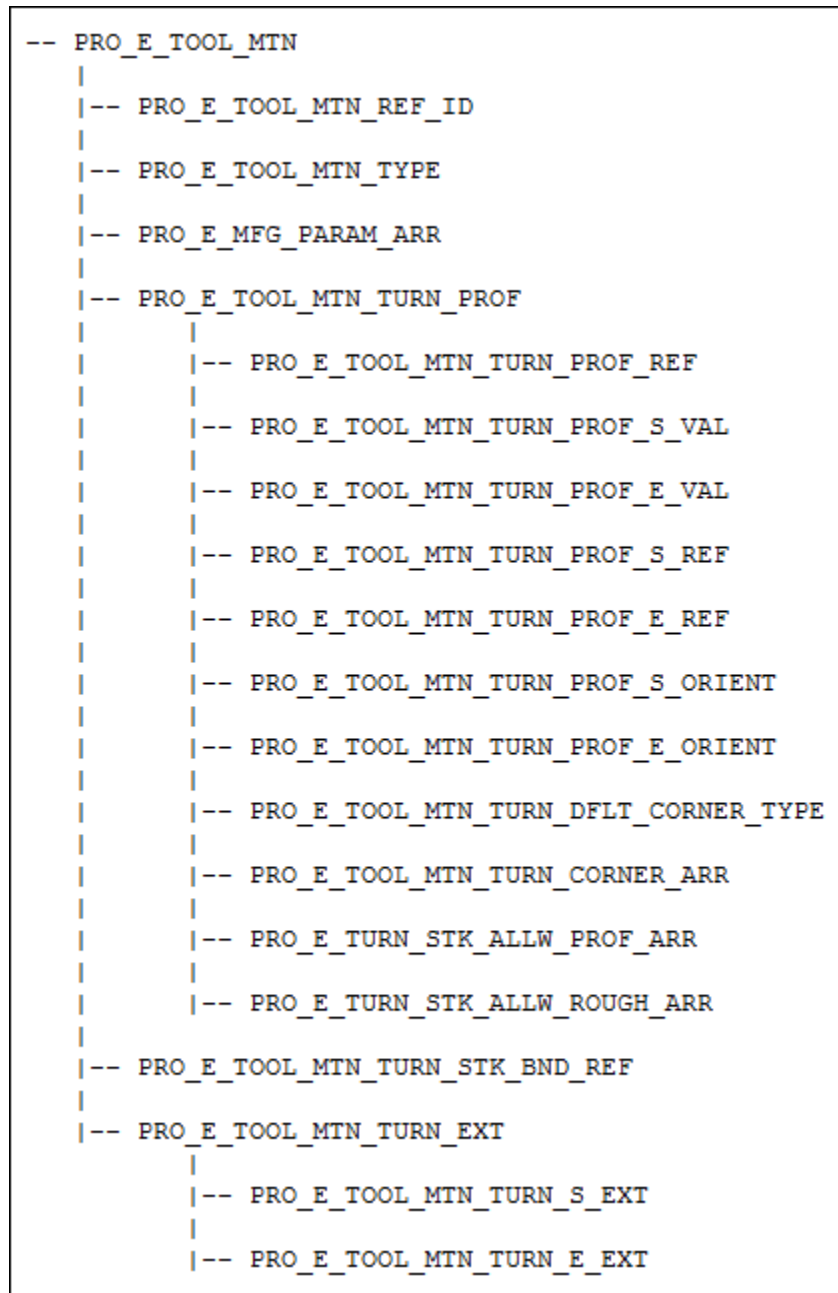 -- PRO_E_TOOL_MTN
|
|-- PRO_E_TOOL_MTN_REF_ID
|
|-- PRO_E_TOOL_MTN_TYPE
|
|-- PRO_E_MFG_PARAM_ARR
|
|-- PRO_E_TOOL_MTN_TURN_PROF
| |
| |-- PRO_E_TOOL_MTN_TURN_PROF_REF
| |
| |-- PRO_E_TOOL_MTN_TURN_PROF_S_VAL
| |
| |-- PRO_E_TOOL_MTN_TURN_PROF_E_VAL
| |
| |-- PRO_E_TOOL_MTN_TURN_PROF_S_REF
| |
| |-- PRO_E_TOOL_MTN_TURN_PROF_E_REF
| |
| |-- PRO_E_TOOL_MTN_TURN_PROF_S_ORIENT
| |
| |-- PRO_E_TOOL_MTN_TURN_PROF_E_ORIENT
| |
| |-- PRO_E_TOOL_MTN_TURN_DFLT_CORNER_TYPE
| |
| |-- PRO_E_TOOL_MTN_TURN_CORNER_ARR
| |
| |-- PRO_E_TURN_STK_ALLW_PROF_ARR
| |
| |-- PRO_E_TURN_STK_ALLW_ROUGH_ARR
|
|-- PRO_E_TOOL_MTN_TURN_STK_BND_REF
|
|-- PRO_E_TOOL_MTN_TURN_EXT
|
|-- PRO_E_TOOL_MTN_TURN_S_EXT
|
|-- PRO_E_TOOL_MTN_TURN_E_EXT